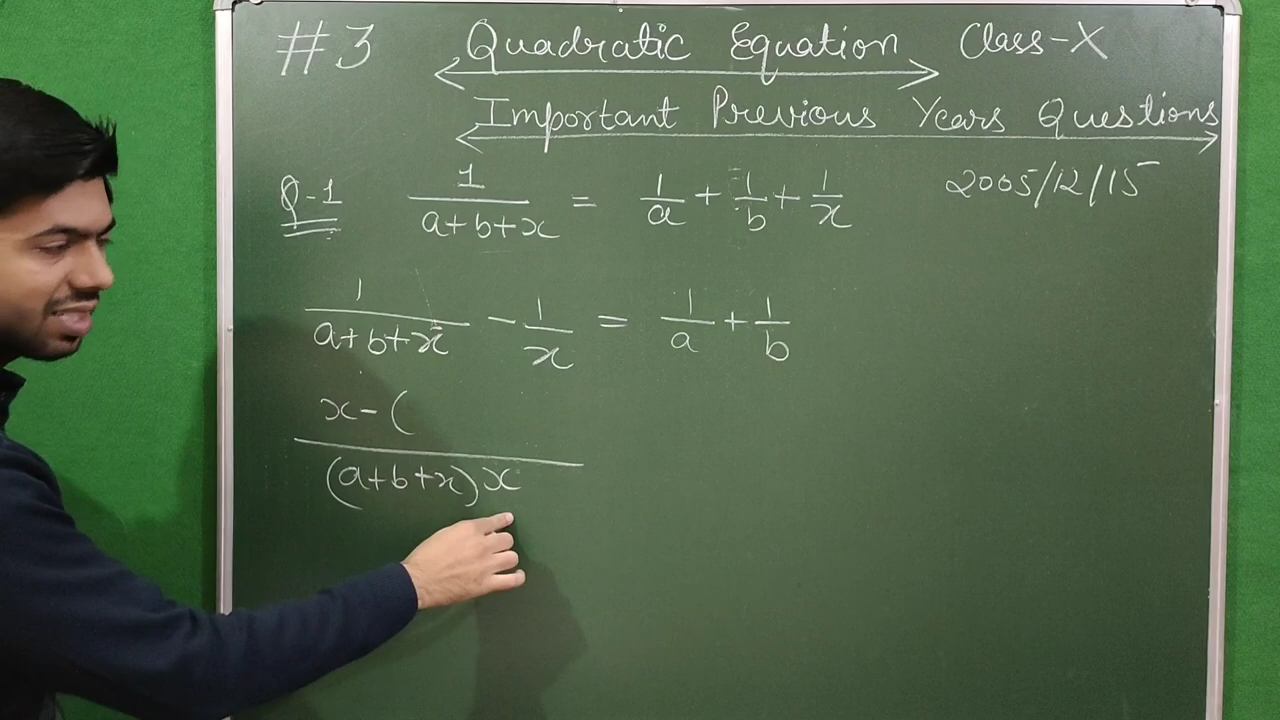 #3 Quadratic Equation Class-X
Important Previous Years Questions
Q-1 1/(a+b+x) = 1/a + 1/b + 1/x 2005/12/15
1/(a+b+x) - 1/x = 1/a + 1/b
x-(
(a+b+x)x